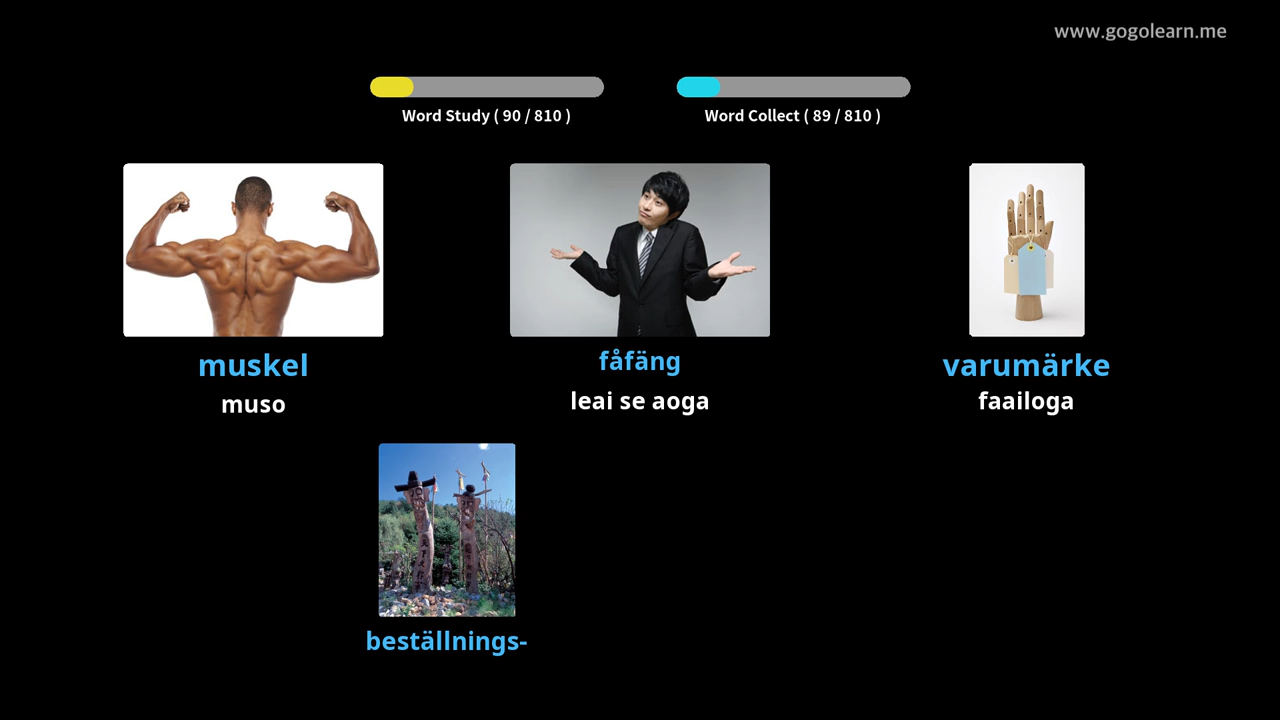 www.gogolearn.me
Word Study ( 90 / 810 )
Word Collect ( 89 / 810 )
muskel
fåfäng
varumärke
muso
leai se aoga
faailoga
beställnings-